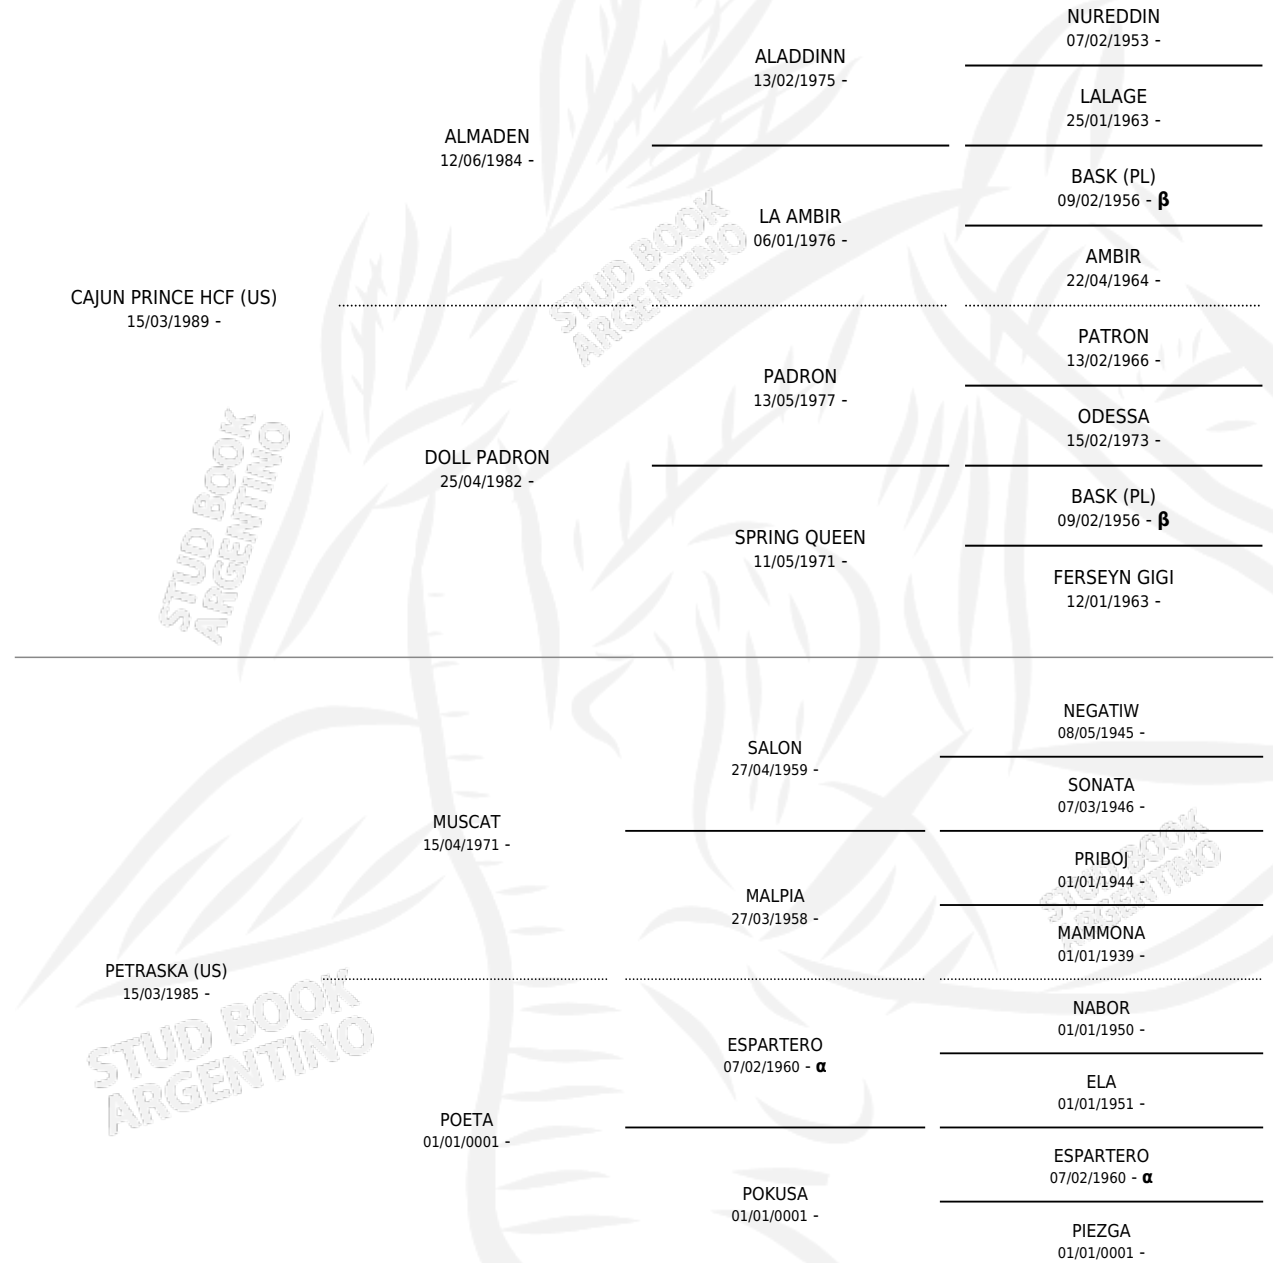 NUREDDIN
07/02/1953 -
ALADDINN
13/02/1975 -
LALAGE
25/01/1963 -
ALMADEN
12/06/1984 -
BASK (PL)
09/02/1956 - β
LA AMBIR
06/01/1976 -
AMBIR
22/04/1964 -
CAJUN PRINCE HCF (US)
15/03/1989 -
PATRON
13/02/1966 -
PADRON
13/05/1977 -
ODESSA
15/02/1973 -
DOLL PADRON
25/04/1982 -
BASK (PL)
09/02/1956 - β
SPRING QUEEN
11/05/1971 -
FERSEYN GIGI
12/01/1963 -
NEGATIW
08/05/1945 -
SALON
27/04/1959 -
SONATA
07/03/1946 -
MUSCAT
15/04/1971 -
PRIBOJ
01/01/1944 -
MALPIA
27/03/1958 -
MAMMONA
01/01/1939 -
PETRASKA (US)
15/03/1985 -
NABOR
01/01/1950 -
ESPARTERO
07/02/1960 - α
ELA
01/01/1951 -
POETA
01/01/0001 -
ESPARTERO
07/02/1960 - α
POKUSA
01/01/0001 -
PIEZGA
01/01/0001 -
STUD BOOK
ARGENTINO
STUD BOOK
ARGENTINO
STUD BOOK
ARGENTINO
STUD BOOK
ARGENTINO